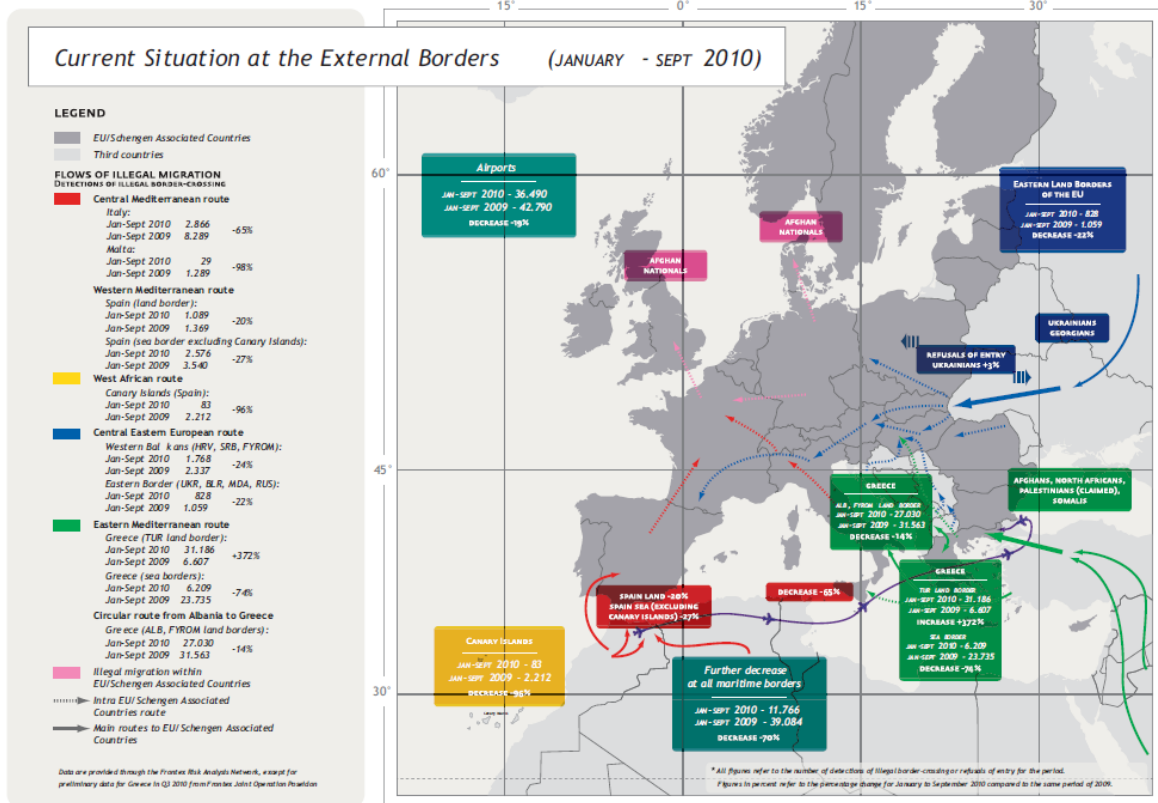 15°
0°
15°
30°
Current Situation at the External Borders (JANUARY - SEPT 2010)
LEGEND
EU/Schengen Associated Countries
Third countries
FLOWS OF ILLEGAL MIGRATION
DETECTIONS OF ILLEGAL BORDER-CROSSING
Central Mediterranean route
Italy:
Jan-Sept 2010 2.866
Jan-Sept 2009 8.289
-65%
Malta:
Jan-Sept 2010 29
Jan-Sept 2009 1.289
-98%
Western Mediterranean route
Spain (land border):
Jan-Sept 2010 1.089
Jan-Sept 2009 1.369
-20%
Spain (sea border excluding Canary Islands):
Jan-Sept 2010 2.576
Jan-Sept 2009 3.540
-27%
West African route
Canary Islands (Spain):
Jan-Sept 2010 83
Jan-Sept 2009 2.212
-96%
Central Eastern European route
Western Bal kans (HRV, SRB, FYROM):
Jan-Sept 2010 1.768
Jan-Sept 2009 2.337
-24%
Eastern Border (UKR, BLR, MDA, RUS):
Jan-Sept 2010 828
Jan-Sept 2009 1.059
-22%
Eastern Mediterranean route
Greece (TUR land border):
Jan-Sept 2010 31.186
Jan-Sept 2009 6.607
+372%
Greece (sea borders):
Jan-Sept 2010 6.209
Jan-Sept 2009 23.735
-74%
Circular route from Albania to Greece
Greece (ALB, FYROM land borders):
Jan-Sept 2010 27.030
Jan-Sept 2009 31.563
-14%
Illegal migration within
EU/Schengen Associated Countries
Intra EU/Schengen Associated
Countries route
Main routes to EU/Schengen Associated
Countries
Data are provided through the Frontex Risk Analysis Network, except for
preliminary data for Greece in Q3 2010 from Frontex Joint Operation Poseidon
60°
45°
30°
Airports
JAN-SEPT 2010 - 36.490
JAN-SEPT 2009 - 42.790
DECREASE -19%
AFGHAN
NATIONALS
AFGHAN
NATIONALS
EASTERN LAND BORDERS
OF THE EU
JAN-SEPT 2010 - 828
JAN-SEPT 2009 - 1.059
DECREASE -22%
UKRAINIANS
GEORGIANS
REFUSALS OF ENTRY
UKRAINIANS +3%
GREECE
ALB, FYROM LAND BORDER
JAN-SEPT 2010 - 27.030
JAN-SEPT 2009 - 31.563
DECREASE -14%
AFGHANS, NORTH AFRICANS,
PALESTINIANS (CLAIMED),
SOMALIS
SPAIN LAND -20%
SPAIN SEA (EXCLUDING
CANARY ISLANDS) -27%
DECREASE -65%
GREECE
TUR LAND BORDER
JAN-SEPT 2010 - 31.186
JAN-SEPT 2009 - 6.607
INCREASE +372%
SEA BORDER
JAN-SEPT 2010 - 6.209
JAN-SEPT 2009 - 23.735
DECREASE -74%
CANARY ISLANDS
JAN-SEPT 2010 - 83
JAN-SEPT 2009 - 2.212
DECREASE -96%
Further decrease
at all maritime borders
JAN-SEPT 2010 - 11.766
JAN-SEPT 2009 - 39.084
DECREASE -70%
* All figures refer to the number of detections of illegal border-crossing or refusals of entry for the period.
Figures in percent refer to the percentage change for January to September 2010 compared to the same period of 2009.